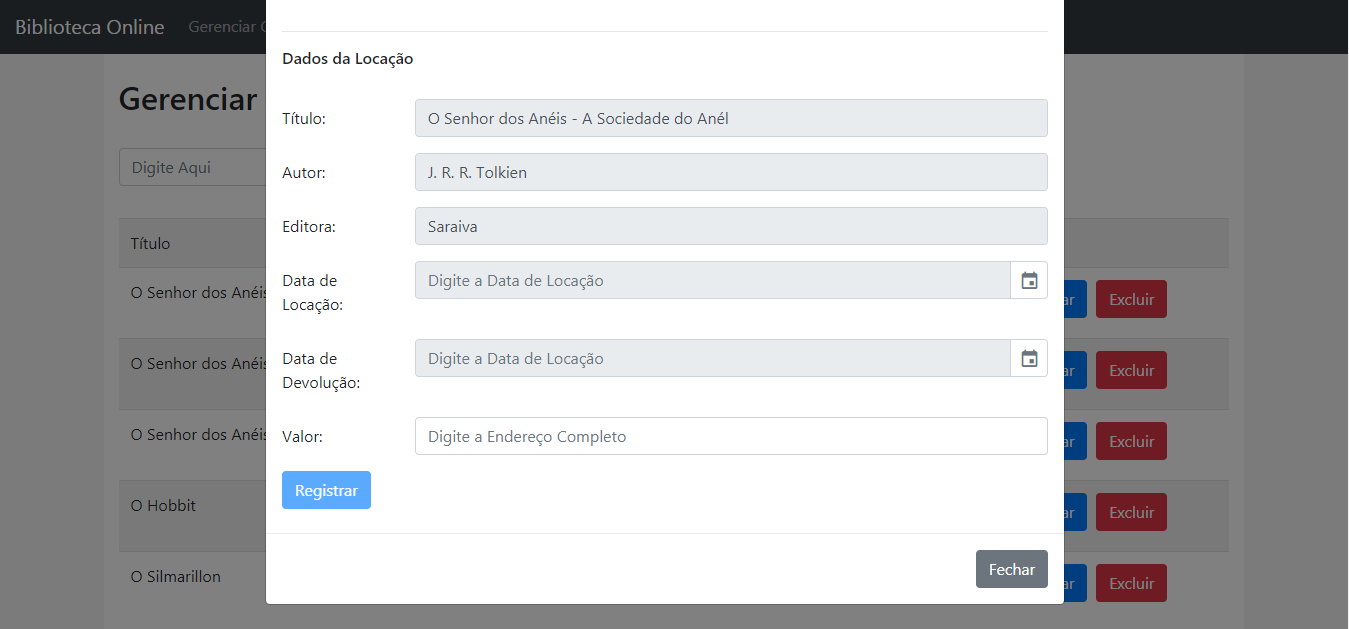 Biblioteca Online Gerenciar
Dados da Locação
Gerenciar
Título: O Senhor dos Anéis - A Sociedade do Anél
Digite Aqui
Autor: J. R. R. Tolkien
Editora: Saraiva
Título
Data de Locação: Digite a Data de Locação
O Senhor dos Anéis ar Excluir
Data de Devolução: Digite a Data de Locação
O Senhor dos Anéis ar Excluir
Valor: Digite a Endereço Completo
O Senhor dos Anéis ar Excluir
Registrar
O Hobbit ar Excluir
Fechar
O Silmarillon ar Excluir